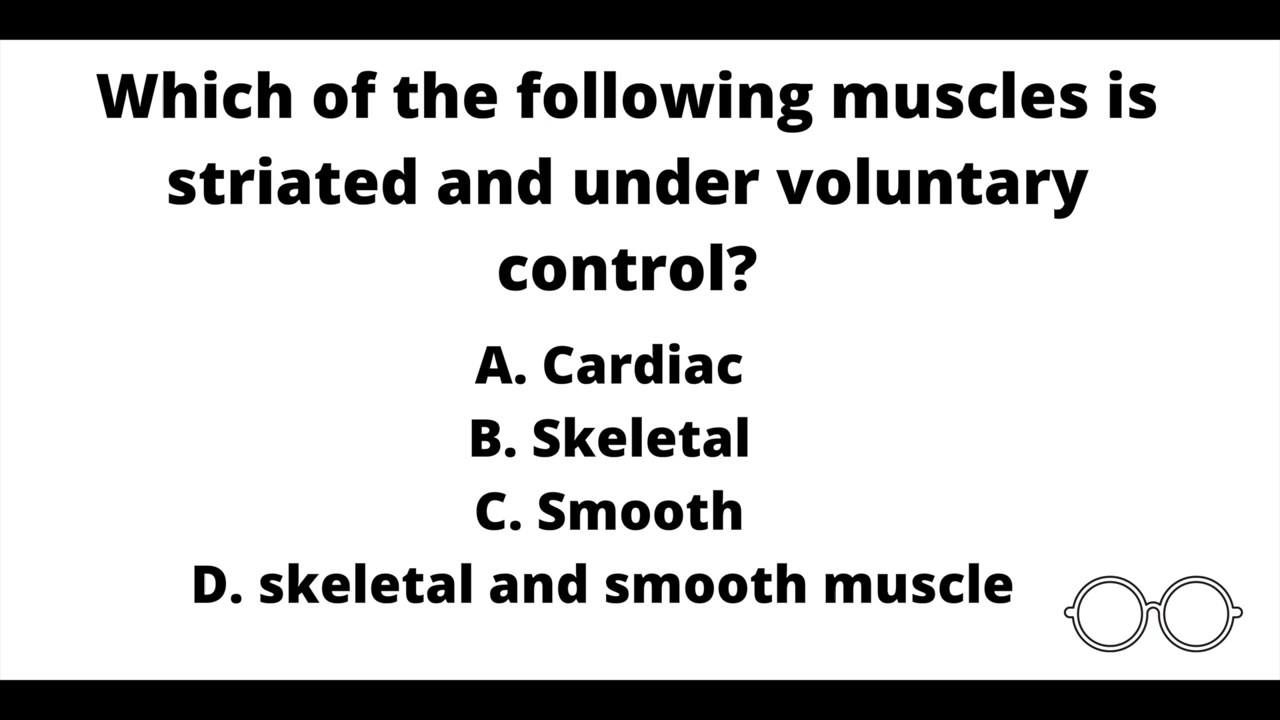 Which of the following muscles is
striated and under voluntary
control?
A. Cardiac
B. Skeletal
C. Smooth
D. skeletal and smooth muscle